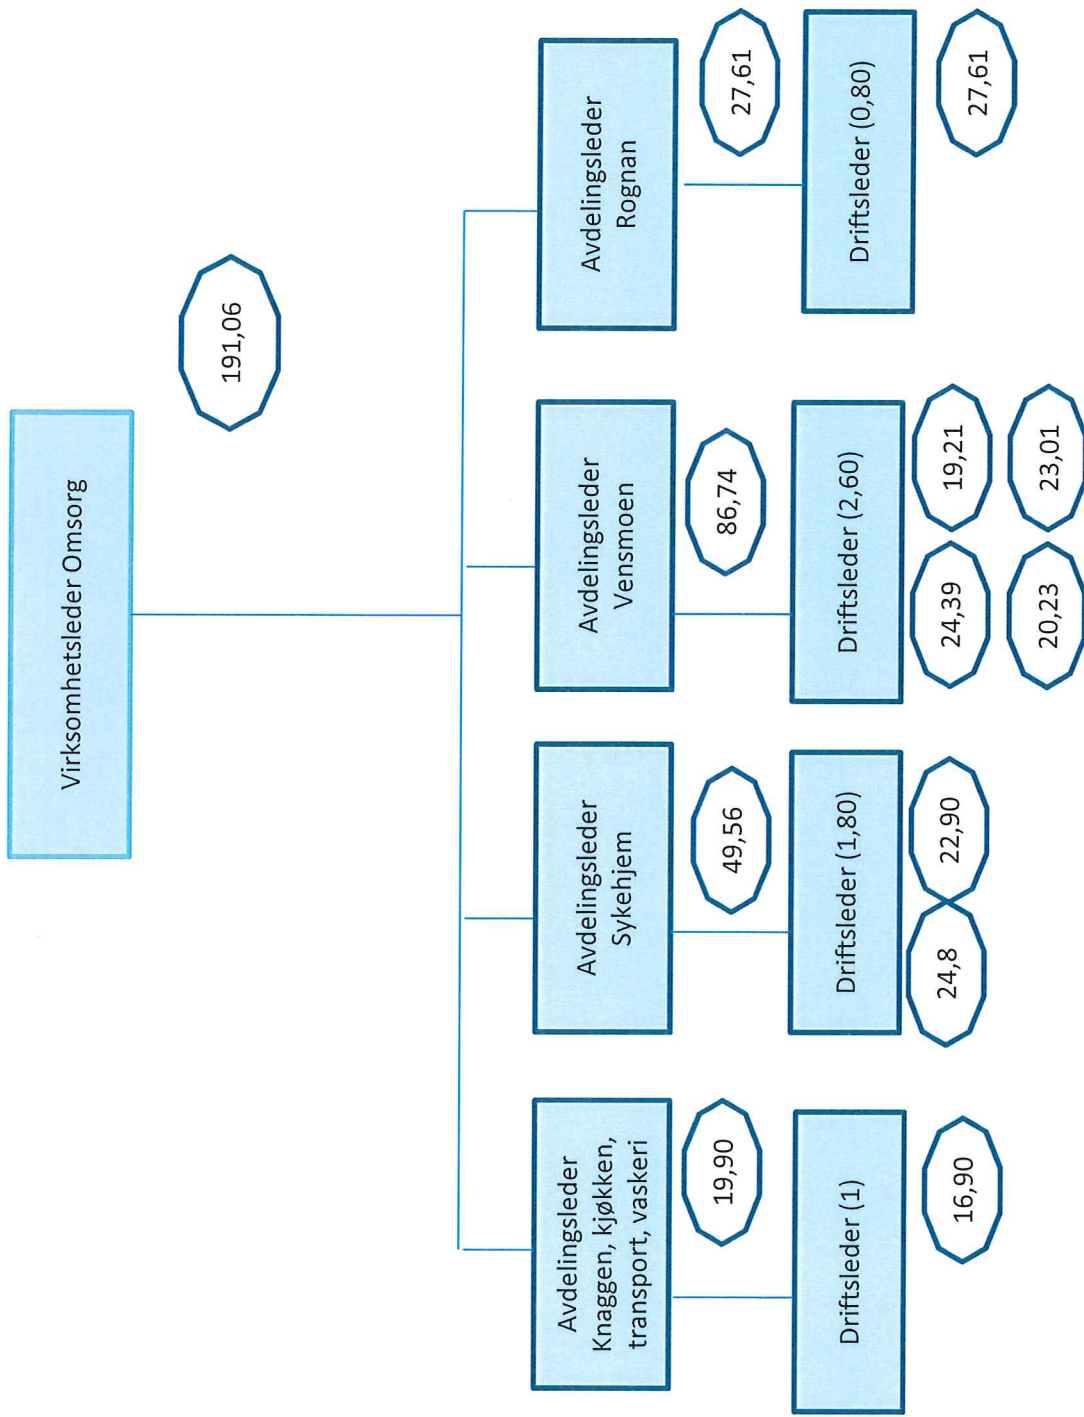 Virksomhetsleder Omsorg
191,06
Avdelingsleder
Knaggen, kjøkken,
transport, vaskeri
19,90
Driftsleder (1)
16,90
Avdelingsleder
Sykehjem
49,56
Driftsleder (1,80)
24,8
22,90
Avdelingsleder
Vensmoen
86,74
Driftsleder (2,60)
24,39
19,21
20,23
23,01
Avdelingsleder
Rognan
27,61
Driftsleder (0,80)
27,61